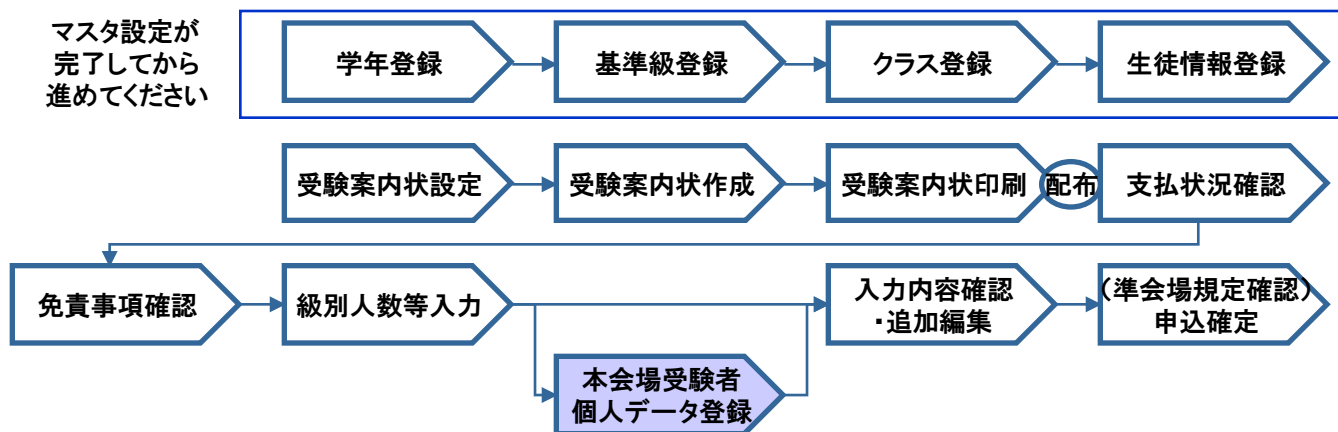 マスタ設定が
完了してから
進めてください
学年登録
基準級登録
クラス登録
生徒情報登録
受験案内状設定
受験案内状作成
受験案内状印刷
配布
支払状況確認
免責事項確認
級別人数等入力
入力内容確認
・追加編集
（準会場規定確認）
申込確定
本会場受験者
個人データ登録